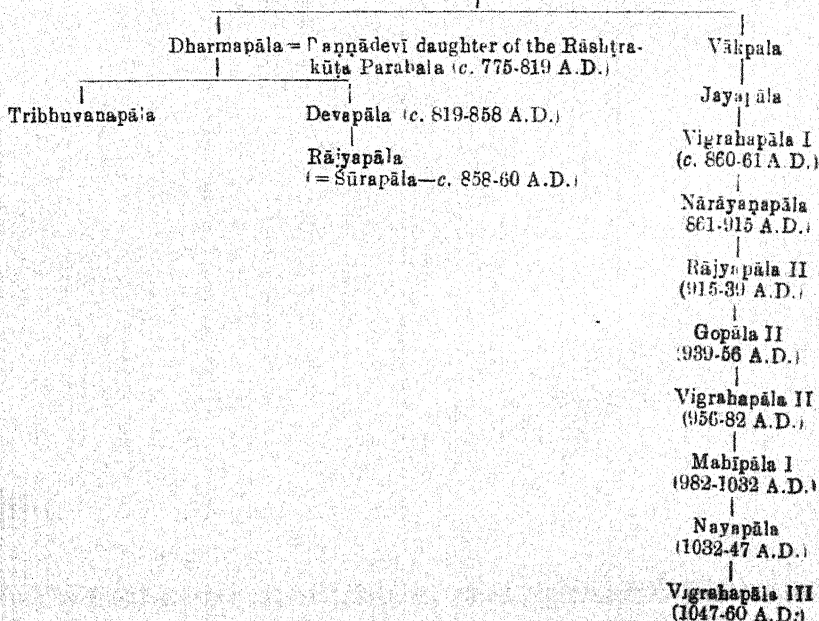 Dharmapāla = Paṇṇādevī daughter of the Rāshṭra-
kūṭa Parabala (c. 775-819 A.D.)
Tribhuvanapāla
Devapāla (c. 819-858 A.D.)
Rājyapāla
(= Śūrapāla—c. 858-60 A.D.)
Vākpala
Jayapāla
Vigrahapāla I
(c. 860-61 A.D.)
Nārāyaṇapāla
861-915 A.D.)
Rājyapāla II
(915-39 A.D.)
Gopāla II
(939-56 A.D.)
Vigrahapāla II
(956-82 A.D.)
Mahīpāla I
(982-1032 A.D.)
Nayapāla
(1032-47 A.D.)
Vigrahapāla III
(1047-60 A.D.)